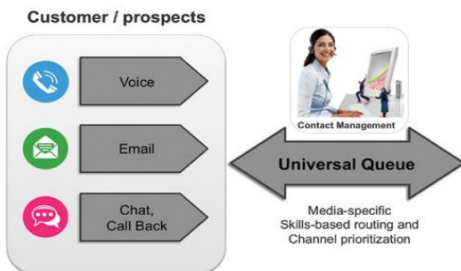 Customer / prospects
Voice
Email
Chat,
Call Back
Contact Management
Universal Queue
Media-specific
Skills-based routing and
Channel prioritization